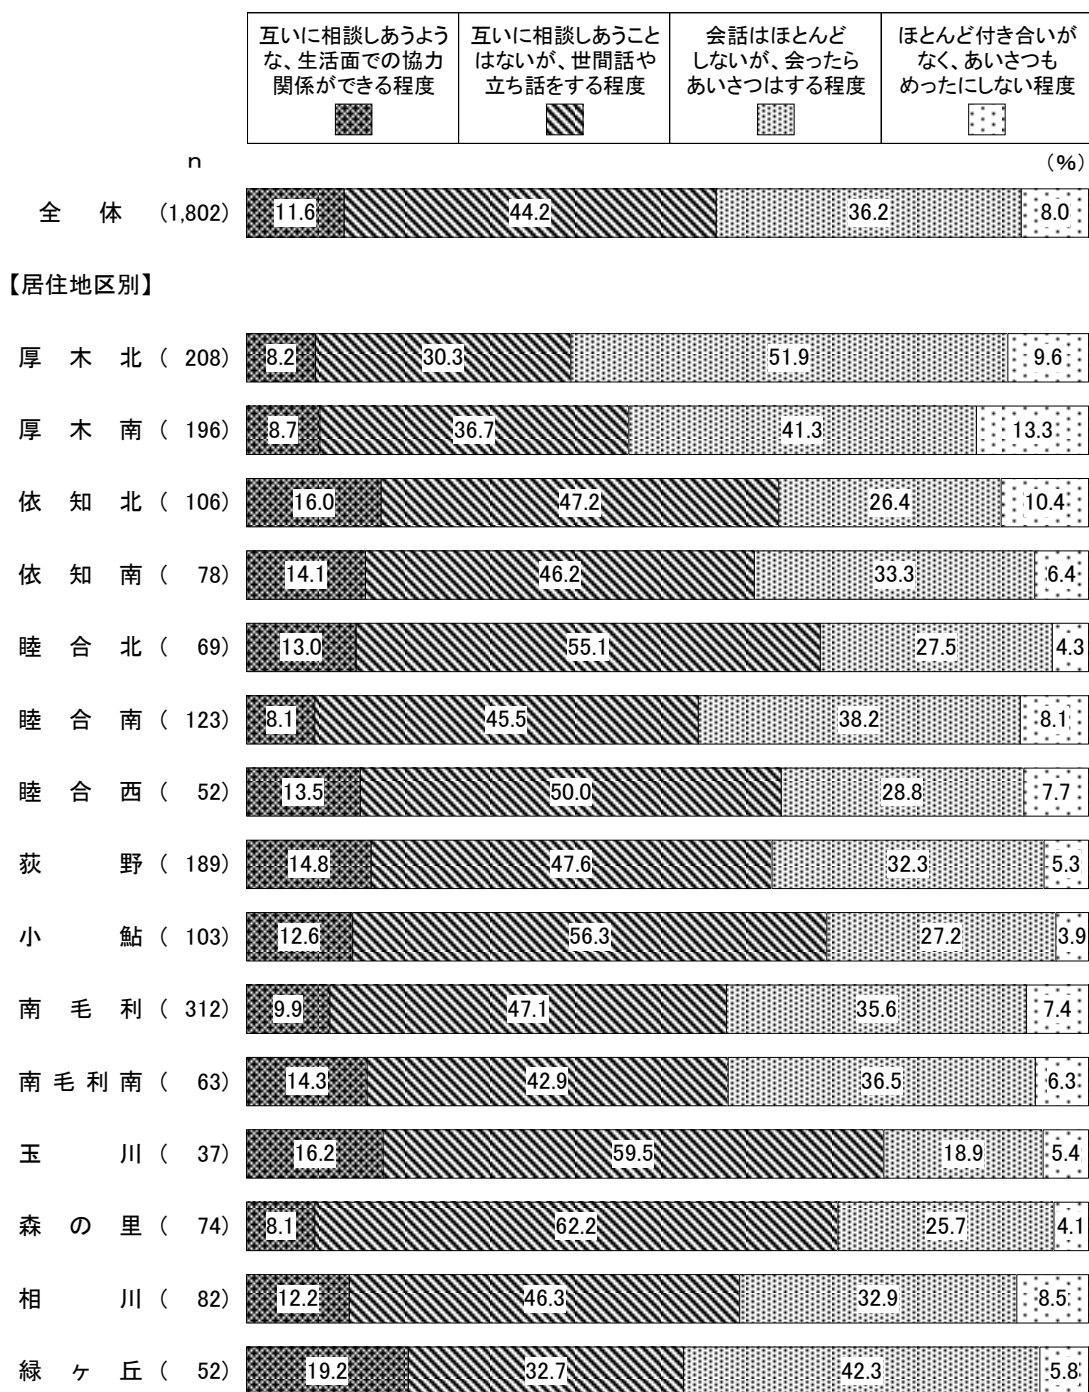 互いに相談しあうよう
な、生活面での協力
関係ができる程度
互いに相談しあうこと
はないが、世間話や
立ち話をする程度
会話はほとんど
しないが、会ったら
あいさつはする程度
ほとんど付き合いが
なく、あいさつも
めったにしない程度
n (%)
全体 (1,802) 11.6 44.2 36.2 8.0
【居住地区別】
厚木北 ( 208) 8.2 30.3 51.9 9.6
厚木南 ( 196) 8.7 36.7 41.3 13.3
依知北 ( 106) 16.0 47.2 26.4 10.4
依知南 ( 78) 14.1 46.2 33.3 6.4
睦合北 ( 69) 13.0 55.1 27.5 4.3
睦合南 ( 123) 8.1 45.5 38.2 8.1
睦合西 ( 52) 13.5 50.0 28.8 7.7
荻野 ( 189) 14.8 47.6 32.3 5.3
小鮎 ( 103) 12.6 56.3 27.2 3.9
南毛利 ( 312) 9.9 47.1 35.6 7.4
南毛利南 ( 63) 14.3 42.9 36.5 6.3
玉川 ( 37) 16.2 59.5 18.9 5.4
森の里 ( 74) 8.1 62.2 25.7 4.1
相川 ( 82) 12.2 46.3 32.9 8.5
緑ヶ丘 ( 52) 19.2 32.7 42.3 5.8